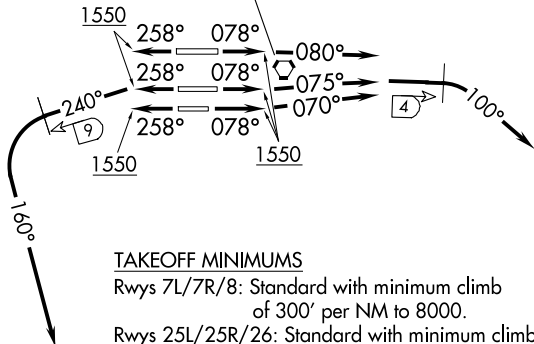 1550
258° 078° 080°
258° 078° 075°
240° 070° 4
9 258° 078° 100°
1550 1550
160°
TAKEOFF MINIMUMS
Rwys 7L/7R/8: Standard with minimum climb
of 300' per NM to 8000.
Rwys 25L/25R/26: Standard with minimum climb